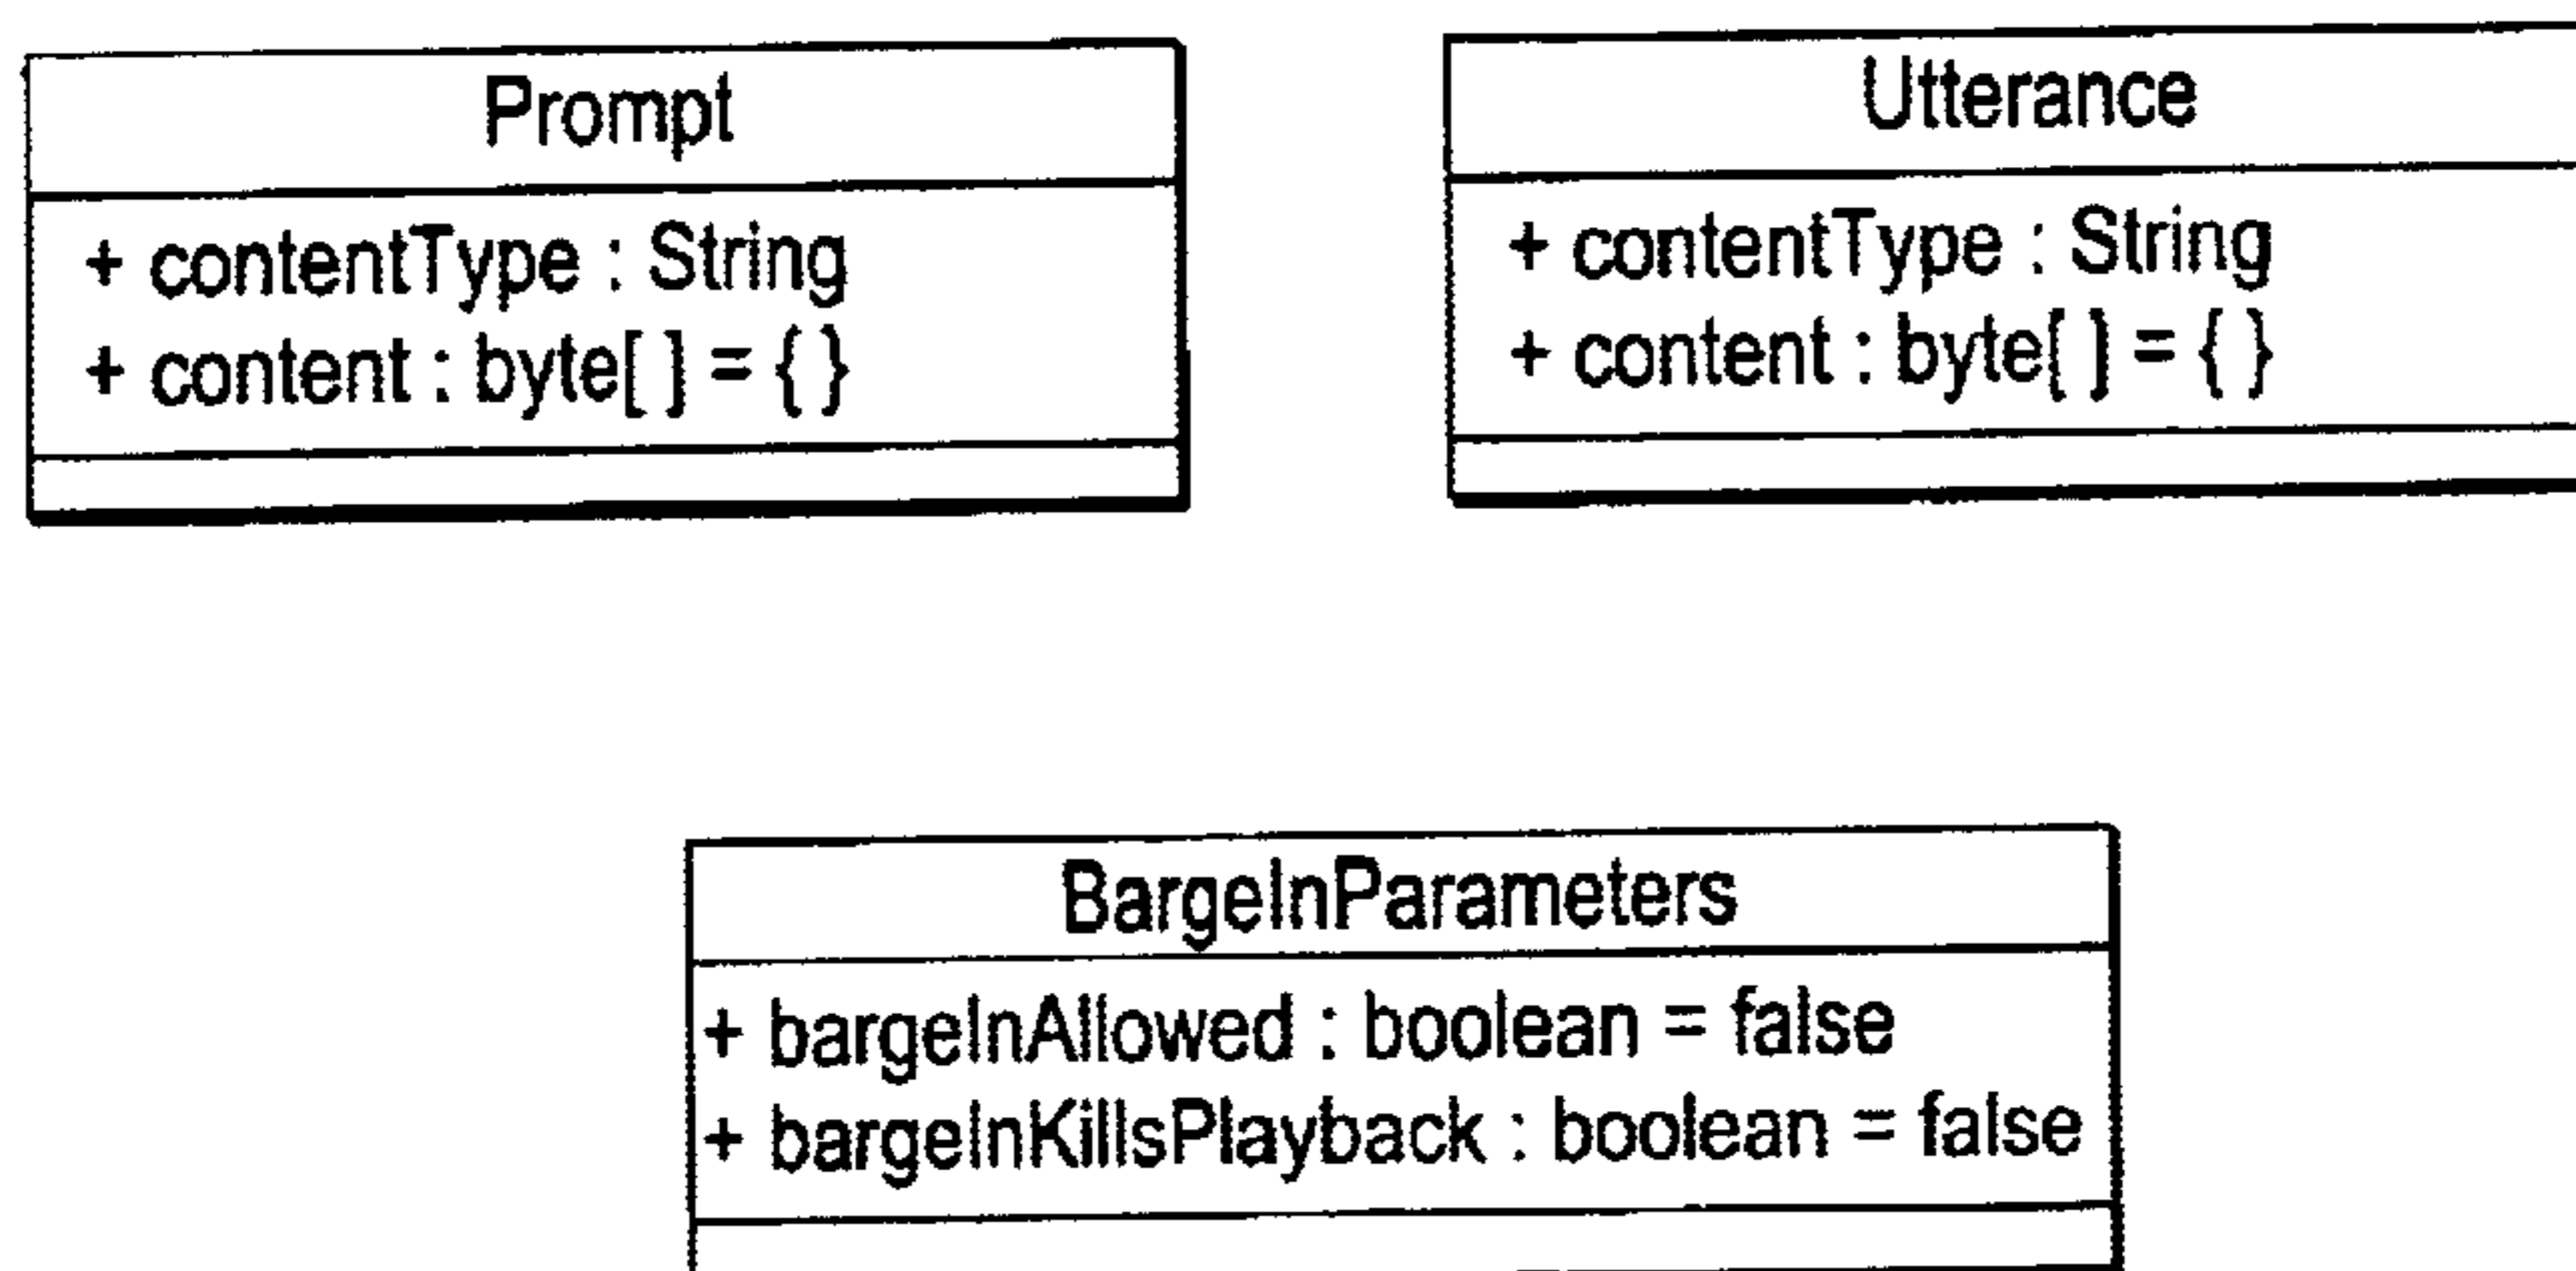 Prompt
+ contentType : String
+ content : byte[ ] = { }
Utterance
+ contentType : String
+ content : byte[ ] = { }
BargeInParameters
+ bargeInAllowed : boolean = false
+ bargeInKillsPlayback : boolean = false